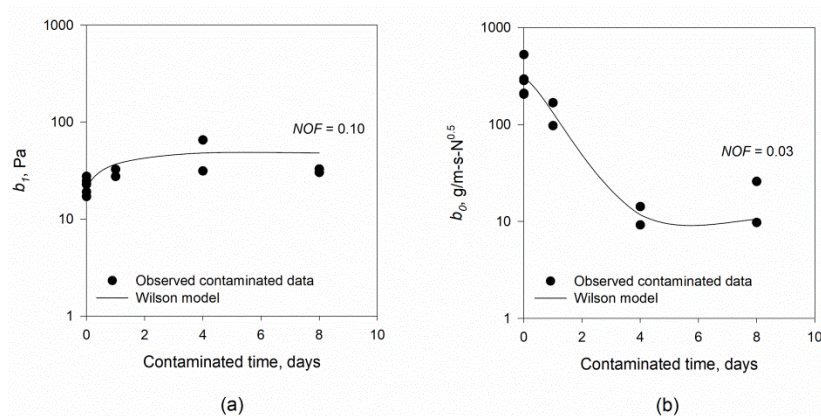 1000
100
10
1
b₁, Pa
NOF = 0.10
Observed contaminated data
Wilson model
0 2 4 6 8 10
Contaminated time, days
(a)
1000
100
10
1
b₀, g/m-s-N^0.5
NOF = 0.03
Observed contaminated data
Wilson model
0 2 4 6 8 10
Contaminated time, days
(b)